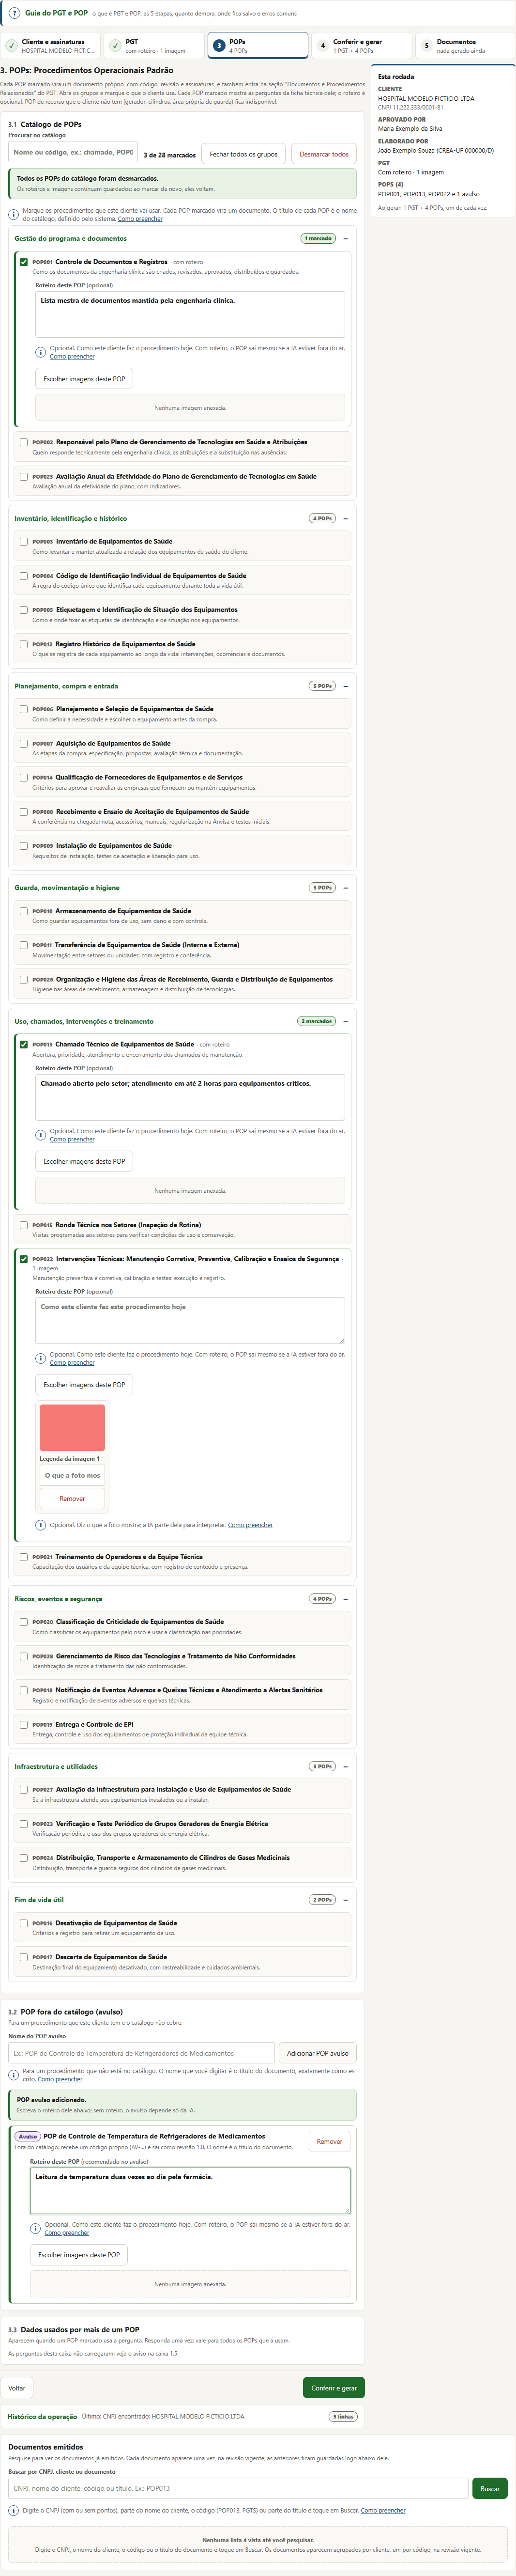 Guia do PGT e POP o que é PGT e POP, as 5 etapas, quanto demora, onde fica salvo e erros comuns
Cliente e assinaturas
HOSPITAL MODELO FICTIC...
PGT
com roteiro · 1 imagem
3 POPs
4 POPs
4 Conferir e gerar
1 PGT + 4 POPs
5 Documentos
nada gerado ainda
3. POPs: Procedimentos Operacionais Padrão
Cada POP marcado vira um documento próprio, com código, revisão e assinaturas, e também entra na seção "Documentos e Procedimentos
Relacionados" do PGT. Abra os grupos e marque o que o cliente usa. Cada POP marcado mostra as perguntas da ficha técnica dele; o roteiro é
opcional. POP de recurso que o cliente não tem (gerador, cilindros, área própria de guarda) fica indisponível.
Esta rodada
CLIENTE
HOSPITAL MODELO FICTICIO LTDA
CNPJ 11.222.333/0001-81
APROVADO POR
Maria Exemplo da Silva
ELABORADO POR
João Exemplo Souza (CREA-UF 000000/D)
PGT
Com roteiro · 1 imagem
POPS (4)
POP001, POP013, POP022 e 1 avulso
Ao gerar: 1 PGT + 4 POPs, um de cada vez.
3.1 Catálogo de POPs
Procurar no catálogo
Nome ou código, ex.: chamado, POP0
3 de 28 marcados
Fechar todos os grupos
Desmarcar todos
Todos os POPs do catálogo foram desmarcados.
Os roteiros e imagens continuam guardados: ao marcar de novo, eles voltam.
Marque os procedimentos que este cliente vai usar. Cada POP marcado vira um documento. O título de cada POP é o nome
do catálogo, definido pelo sistema. Como preencher
Gestão do programa e documentos 1 marcado
POP001 Controle de Documentos e Registros · com roteiro
Como os documentos da engenharia clínica são criados, revisados, aprovados, distribuídos e guardados.
Roteiro deste POP (opcional)
Lista mestra de documentos mantida pela engenharia clínica.
Opcional. Como este cliente faz o procedimento hoje. Com roteiro, o POP sai mesmo se a IA estiver fora do ar.
Como preencher
Escolher imagens deste POP
Nenhuma imagem anexada.
POP002 Responsável pelo Plano de Gerenciamento de Tecnologias em Saúde e Atribuições
Quem responde tecnicamente pela engenharia clínica, as atribuições e a substituição nas ausências.
POP025 Avaliação Anual da Efetividade do Plano de Gerenciamento de Tecnologias em Saúde
Avaliação anual da efetividade do plano, com indicadores.
Inventário, identificação e histórico 4 POPs
POP003 Inventário de Equipamentos de Saúde
Como levantar e manter atualizada a relação dos equipamentos de saúde do cliente.
POP004 Código de Identificação Individual de Equipamentos de Saúde
A regra do código único que identifica cada equipamento durante toda a vida útil.
POP005 Etiquetagem e Identificação de Situação dos Equipamentos
Como e onde fixar as etiquetas de identificação e de situação nos equipamentos.
POP012 Registro Histórico de Equipamentos de Saúde
O que se registra de cada equipamento ao longo da vida: intervenções, ocorrências e documentos.
Planejamento, compra e entrada 5 POPs
POP006 Planejamento e Seleção de Equipamentos de Saúde
Como definir a necessidade e escolher o equipamento antes da compra.
POP007 Aquisição de Equipamentos de Saúde
As etapas da compra: especificação, propostas, avaliação técnica e documentação.
POP014 Qualificação de Fornecedores de Equipamentos e de Serviços
Critérios para aprovar e reavaliar as empresas que fornecem ou mantêm equipamentos.
POP008 Recebimento e Ensaio de Aceitação de Equipamentos de Saúde
A conferência na chegada: nota, acessórios, manuais, regularização na Anvisa e testes iniciais.
POP009 Instalação de Equipamentos de Saúde
Requisitos de instalação, testes de aceitação e liberação para uso.
Guarda, movimentação e higiene 3 POPs
POP010 Armazenamento de Equipamentos de Saúde
Como guardar equipamentos fora de uso, sem dano e com controle.
POP011 Transferência de Equipamentos de Saúde (Interna e Externa)
Movimentação entre setores ou unidades, com registro e conferência.
POP026 Organização e Higiene das Áreas de Recebimento, Guarda e Distribuição de Equipamentos
Higiene nas áreas de recebimento, armazenagem e distribuição de tecnologias.
Uso, chamados, intervenções e treinamento 2 marcados
POP013 Chamado Técnico de Equipamentos de Saúde · com roteiro
Abertura, prioridade, atendimento e encerramento dos chamados de manutenção.
Roteiro deste POP (opcional)
Chamado aberto pelo setor; atendimento em até 2 horas para equipamentos críticos.
Opcional. Como este cliente faz o procedimento hoje. Com roteiro, o POP sai mesmo se a IA estiver fora do ar.
Como preencher
Escolher imagens deste POP
Nenhuma imagem anexada.
POP015 Ronda Técnica nos Setores (Inspeção de Rotina)
Visitas programadas aos setores para verificar condições de uso e conservação.
POP022 Intervenções Técnicas: Manutenção Corretiva, Preventiva, Calibração e Ensaios de Segurança ·
1 imagem
Manutenção preventiva e corretiva, calibração e testes: execução e registro.
Roteiro deste POP (opcional)
Como este cliente faz este procedimento hoje
Opcional. Como este cliente faz o procedimento hoje. Com roteiro, o POP sai mesmo se a IA estiver fora do ar.
Como preencher
Escolher imagens deste POP
Legenda da imagem 1
O que a foto mos
Remover
Opcional. Diz o que a foto mostra; a IA parte dela para interpretar. Como preencher
POP021 Treinamento de Operadores e da Equipe Técnica
Capacitação dos usuários e da equipe técnica, com registro de conteúdo e presença.
Riscos, eventos e segurança 4 POPs
POP020 Classificação de Criticidade de Equipamentos de Saúde
Como classificar os equipamentos pelo risco e usar a classificação nas prioridades.
POP028 Gerenciamento de Risco das Tecnologias e Tratamento de Não Conformidades
Identificação de riscos e tratamento das não conformidades.
POP018 Notificação de Eventos Adversos e Queixas Técnicas e Atendimento a Alertas Sanitários
Registro e notificação de eventos adversos e queixas técnicas.
POP019 Entrega e Controle de EPI
Entrega, controle e uso dos equipamentos de proteção individual da equipe técnica.
Infraestrutura e utilidades 3 POPs
POP027 Avaliação da Infraestrutura para Instalação e Uso de Equipamentos de Saúde
Se a infraestrutura atende aos equipamentos instalados ou a instalar.
POP023 Verificação e Teste Periódico de Grupos Geradores de Energia Elétrica
Verificação periódica e uso dos grupos geradores de energia elétrica.
POP024 Distribuição, Transporte e Armazenamento de Cilindros de Gases Medicinais
Distribuição, transporte e guarda seguros dos cilindros de gases medicinais.
Fim da vida útil 2 POPs
POP016 Desativação de Equipamentos de Saúde
Critérios e registro para retirar um equipamento de uso.
POP017 Descarte de Equipamentos de Saúde
Destinação final do equipamento desativado, com rastreabilidade e cuidados ambientais.
3.2 POP fora do catálogo (avulso)
Para um procedimento que este cliente tem e o catálogo não cobre.
Nome do POP avulso
Ex.: POP de Controle de Temperatura de Refrigeradores de Medicamentos
Adicionar POP avulso
Para um procedimento que não está no catálogo. O nome que você digitar é o título do documento, exatamente como es-
crito. Como preencher
POP avulso adicionado.
Escreva o roteiro dele abaixo; sem roteiro, o avulso depende só da IA.
Avulso POP de Controle de Temperatura de Refrigeradores de Medicamentos
Fora do catálogo: recebe um código próprio (AV-...) e sai como revisão 1.0. O nome é o título do documento.
Remover
Roteiro deste POP (recomendado no avulso)
Leitura de temperatura duas vezes ao dia pela farmácia.
Opcional. Como este cliente faz o procedimento hoje. Com roteiro, o POP sai mesmo se a IA estiver fora do ar.
Como preencher
Escolher imagens deste POP
Nenhuma imagem anexada.
3.3 Dados usados por mais de um POP
Aparecem quando um POP marcado usa a pergunta. Responda uma vez: vale para todos os POPs que a usam.
As perguntas desta caixa não carregaram: veja o aviso na caixa 1.5.
Voltar
Conferir e gerar
Histórico da operação Último: CNPJ encontrado: HOSPITAL MODELO FICTICIO LTDA 3 linhas
Documentos emitidos
Pesquise para ver os documentos já emitidos. Cada documento aparece uma vez, na revisão vigente; as anteriores ficam guardadas logo abaixo dele.
Buscar por CNPJ, cliente ou documento
CNPJ, nome do cliente, código ou título. Ex.: POP013
Buscar
Digite o CNPJ (com ou sem pontos), parte do nome do cliente, o código (POP013, PGTS) ou parte do título e toque em Buscar. Como preencher
Nenhuma lista à vista até você pesquisar.
Digite o CNPJ, o nome do cliente, o código ou o título do documento e toque em Buscar. Os documentos aparecem agrupados por cliente, um por código, na revisão vigente.